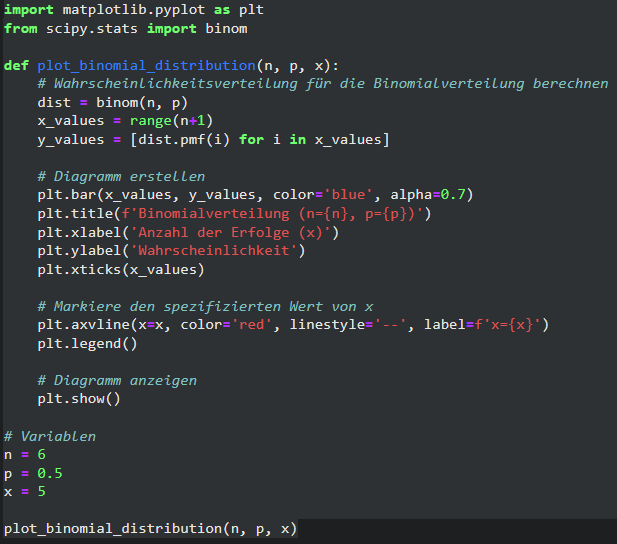 import matplotlib.pyplot as plt
from scipy.stats import binom

def plot_binomial_distribution(n, p, x):
    # Wahrscheinlichkeitsverteilung für die Binomialverteilung berechnen
    dist = binom(n, p)
    x_values = range(n+1)
    y_values = [dist.pmf(i) for i in x_values]

    # Diagramm erstellen
    plt.bar(x_values, y_values, color='blue', alpha=0.7)
    plt.title(f'Binomialverteilung (n={n}, p={p})')
    plt.xlabel('Anzahl der Erfolge (x)')
    plt.ylabel('Wahrscheinlichkeit')
    plt.xticks(x_values)

    # Markiere den spezifizierten Wert von x
    plt.axvline(x=x, color='red', linestyle='--', label=f'x={x}')
    plt.legend()

    # Diagramm anzeigen
    plt.show()

# Variablen
n = 6
p = 0.5
x = 5

plot_binomial_distribution(n, p, x)